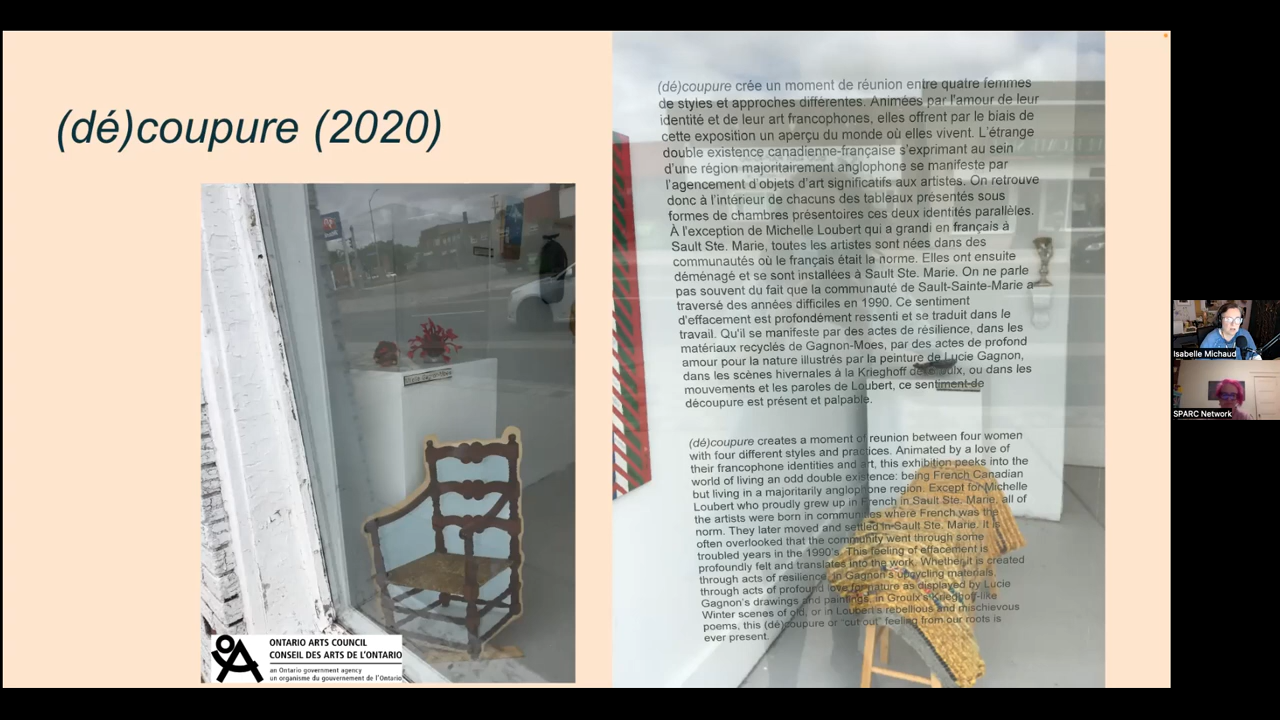 (dé)coupure (2020)
ONTARIO ARTS COUNCIL
CONSEIL DES ARTS DE L'ONTARIO
an Ontario government agency
un organisme du gouvernement de l'Ontario
(dé)coupure crée un moment de réunion entre quatre femmes
de styles et approches différentes. Animées par l'amour de leur
identité et de leur art francophones, elles offrent par le biais de
cette exposition un aperçu du monde où elles vivent. L'étrange
double existence canadienne-française s'exprimant au sein
d'une région majoritairement anglophone se manifeste par
l'agencement d'objets d'art significatifs aux artistes. On retrouve
donc à l'intérieur de chacuns des tableaux présentés sous
formes de chambres présentoires ces deux identités parallèles.
À l'exception de Michelle Loubert qui a grandi en français à
Sault Ste. Marie, toutes les artistes sont nées dans des
communautés où le français était la norme. Elles ont ensuite
déménagé et se sont installées à Sault Ste. Marie. On ne parle
pas souvent du fait que la communauté de Sault-Sainte-Marie a
traversé des années difficiles en 1990. Ce sentiment
d'effacement est profondément ressenti et se traduit dans le
travail. Qu'il se manifeste par des actes de résilience, dans les
matériaux recyclés de Gagnon-Moes, par des actes de profond
amour pour la nature illustrés par la peinture de Lucie Gagnon,
dans les scènes hivernales à la Krieghoff de ou dans les
mouvements et les paroles de Loubert, ce sentiment de
découpure est présent et palpable.
(dé)coupure creates a moment of reunion between four women
with four different styles and practices. Animated by a love of
their francophone identities and art, this exhibition peeks into the
world of living an odd double existence: being French Canadian
but living in a majoritarily anglophone region. Except for Michelle
Loubert who proudly grew up in French in Sault Ste. Marie, all of
the artists were born in communities where French was the
norm. They later moved and settled in Sault Ste. Marie. It is
often overlooked that the community went through some
troubled years in the 1990's. This feeling of effacement is
profoundly felt and translates into the work. Whether it is created
through acts of resilience, in Gagnon's upcycling materials,
through acts of profound love for nature as displayed by Lucie
Gagnon's drawings and paintings, in Groulx's Krieghoff-like
Winter scenes of old, or in Loubert's rebellious and mischievous
poems, this (dé)coupure or "cut out" feeling from our roots is
ever present.
Isabelle Michaud
SPARC Network